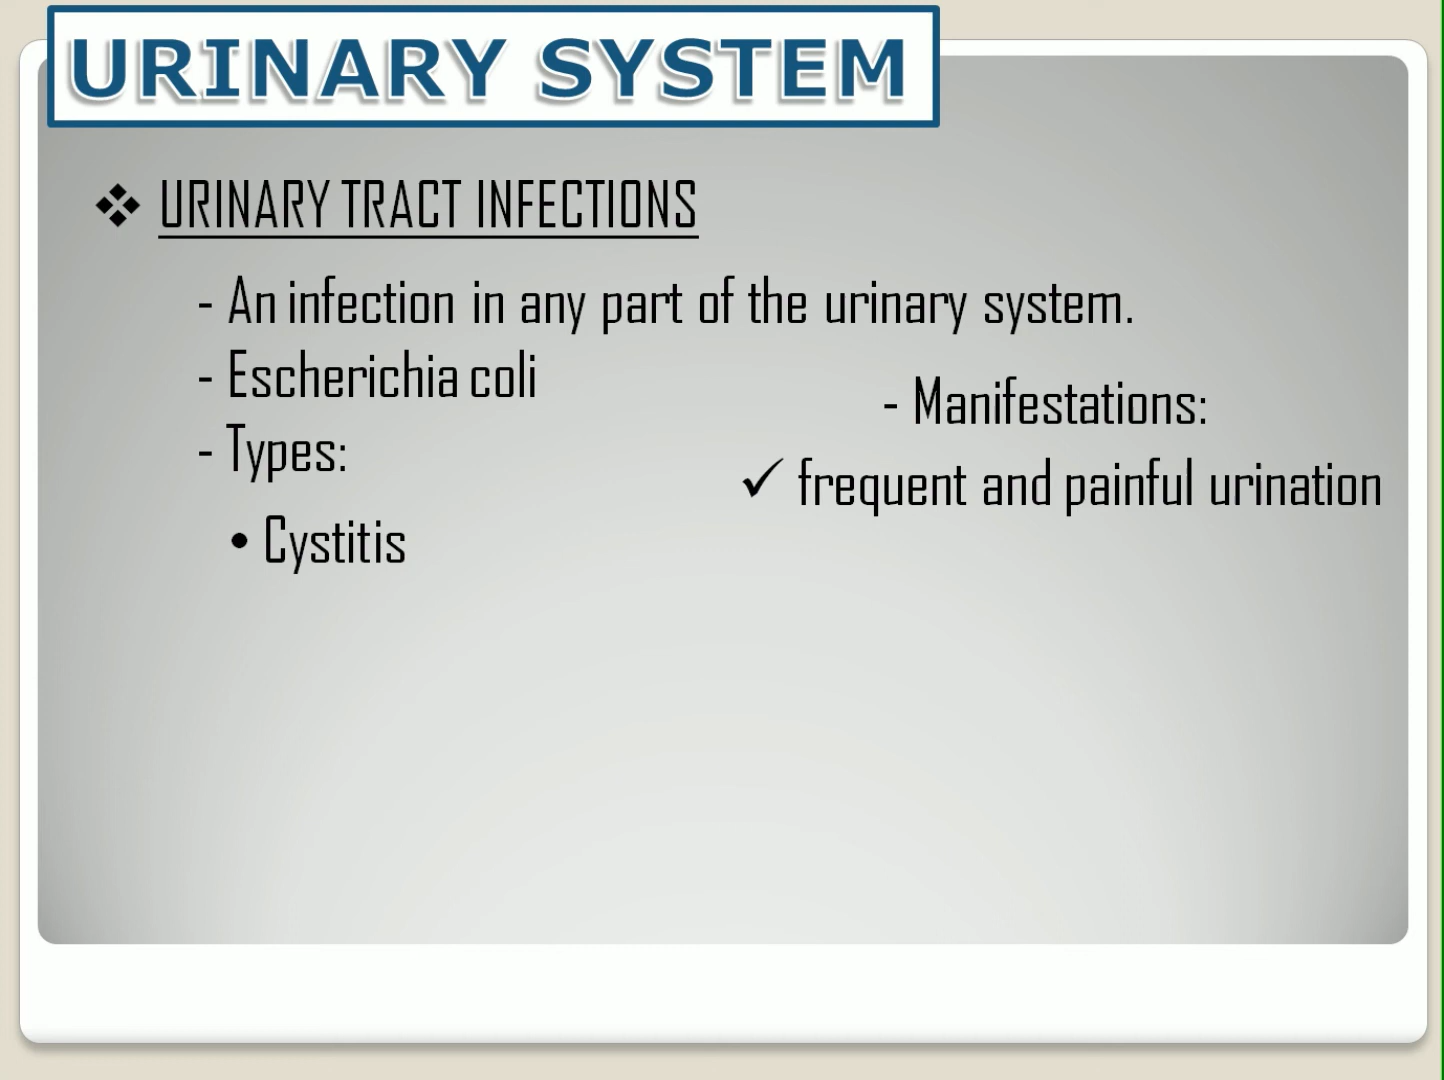 URINARY SYSTEM
❖ URINARY TRACT INFECTIONS
- An infection in any part of the urinary system.
- Escherichia coli
- Types:
• Cystitis
- Manifestations:
✓ frequent and painful urination